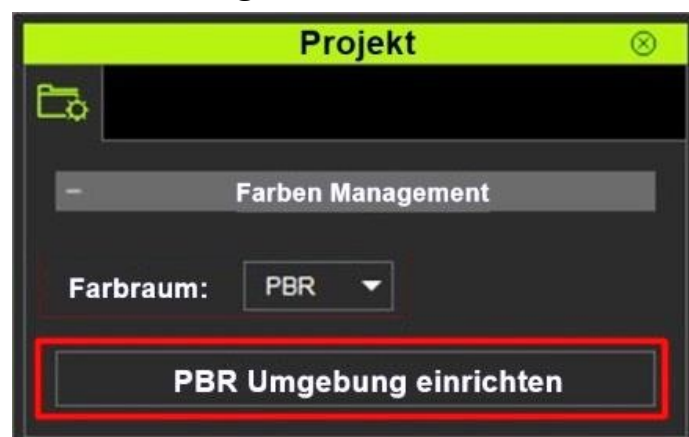 Projekt
Farben Management
Farbraum: PBR
PBR Umgebung einrichten